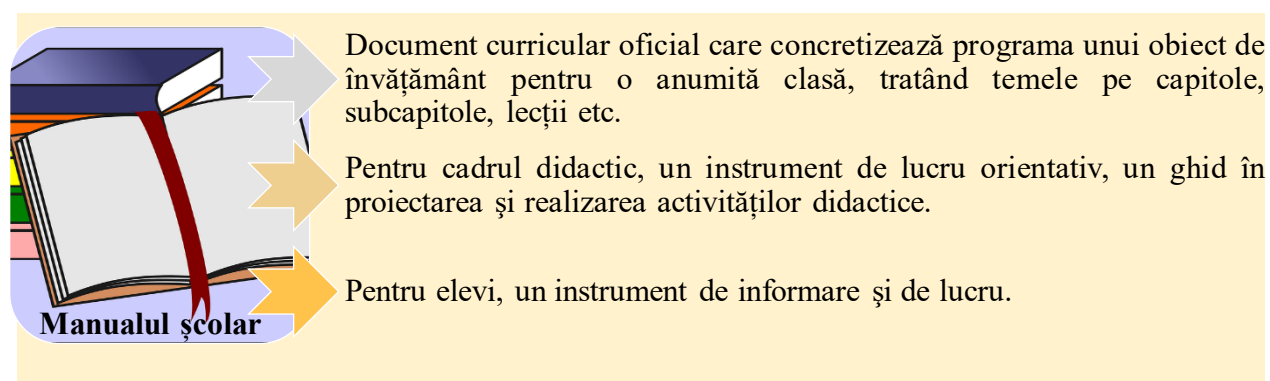 Document curricular oficial care concretizează programa unui obiect de
învățământ pentru o anumită clasă, tratând temele pe capitole,
subcapitole, lecții etc.
Pentru cadrul didactic, un instrument de lucru orientativ, un ghid în
proiectarea şi realizarea activităților didactice.
Pentru elevi, un instrument de informare şi de lucru.
Manualul școlar